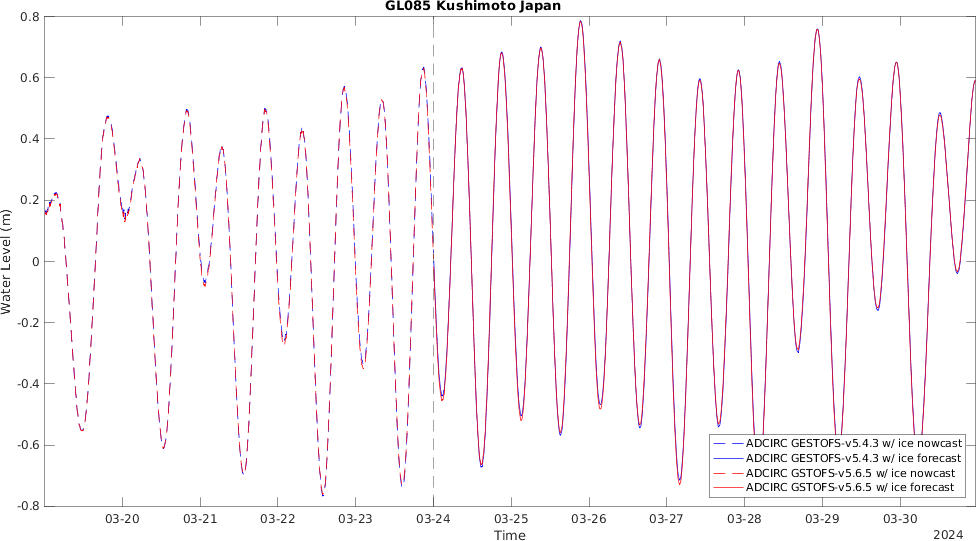 GL085 Kushimoto Japan
0.8
0.6
0.4
0.2
0
-0.2
-0.4
-0.6
-0.8
Water Level (m)
03-20 03-21 03-22 03-23 03-24 03-25 03-26 03-27 03-28 03-29 03-30
Time
2024
ADCIRC GESTOFS-v5.4.3 w/ ice nowcast
ADCIRC GESTOFS-v5.4.3 w/ ice forecast
ADCIRC GSTOFS-v5.6.5 w/ ice nowcast
ADCIRC GSTOFS-v5.6.5 w/ ice forecast